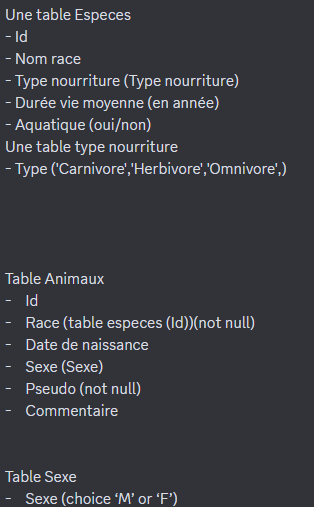 Une table Especes
- Id
- Nom race
- Type nourriture (Type nourriture)
- Durée vie moyenne (en année)
- Aquatique (oui/non)
Une table type nourriture
- Type ('Carnivore','Herbivore','Omnivore',)
Table Animaux
- Id
- Race (table especes (Id))(not null)
- Date de naissance
- Sexe (Sexe)
- Pseudo (not null)
- Commentaire
Table Sexe
- Sexe (choice ‘M’ or ‘F’)